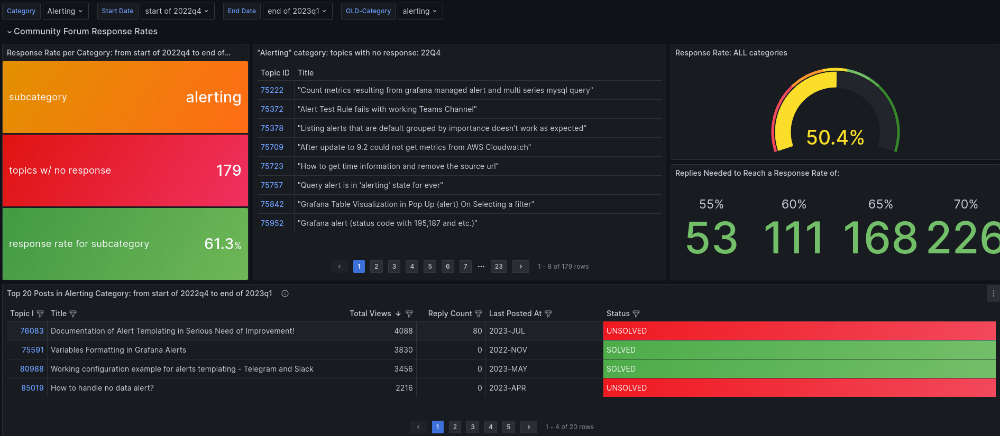 Category Alerting Start Date start of 2022q4 End Date end of 2023q1 OLD-Category alerting
Community Forum Response Rates
Response Rate per Category: from start of 2022q4 to end of...
subcategory alerting
topics w/ no response 179
response rate for subcategory 61.3%
"Alerting" category: topics with no response: 22Q4
Topic ID Title
75222 "Count metrics resulting from grafana managed alert and multi series mysql query"
75372 "Alert Test Rule fails with working Teams Channel"
75378 "Listing alerts that are default grouped by importance doesn't work as expected"
75709 "After update to 9.2 could not get metrics from AWS Cloudwatch"
75723 "How to get time information and remove the source url"
75757 "Query alert is in 'alerting' state for ever"
75842 "Grafana Table Visualization in Pop Up (alert) On Selecting a filter"
75952 "Grafana alert (status code with 195,187 and etc.)"
1 2 3 4 5 6 7 ... 23 1 - 8 of 179 rows
Response Rate: ALL categories
50.4%
Replies Needed to Reach a Response Rate of:
55% 60% 65% 70%
53 111 168 226
Top 20 Posts in Alerting Category: from start of 2022q4 to end of 2023q1
Topic I Title Total Views Reply Count Last Posted At Status
76083 Documentation of Alert Templating in Serious Need of Improvement! 4088 80 2023-JUL UNSOLVED
75591 Variables Formatting in Grafana Alerts 3830 0 2022-NOV SOLVED
80988 Working configuration example for alerts templating - Telegram and Slack 3456 0 2023-MAY SOLVED
85019 How to handle no data alert? 2216 0 2023-APR UNSOLVED
1 2 3 4 5 1 - 4 of 20 rows